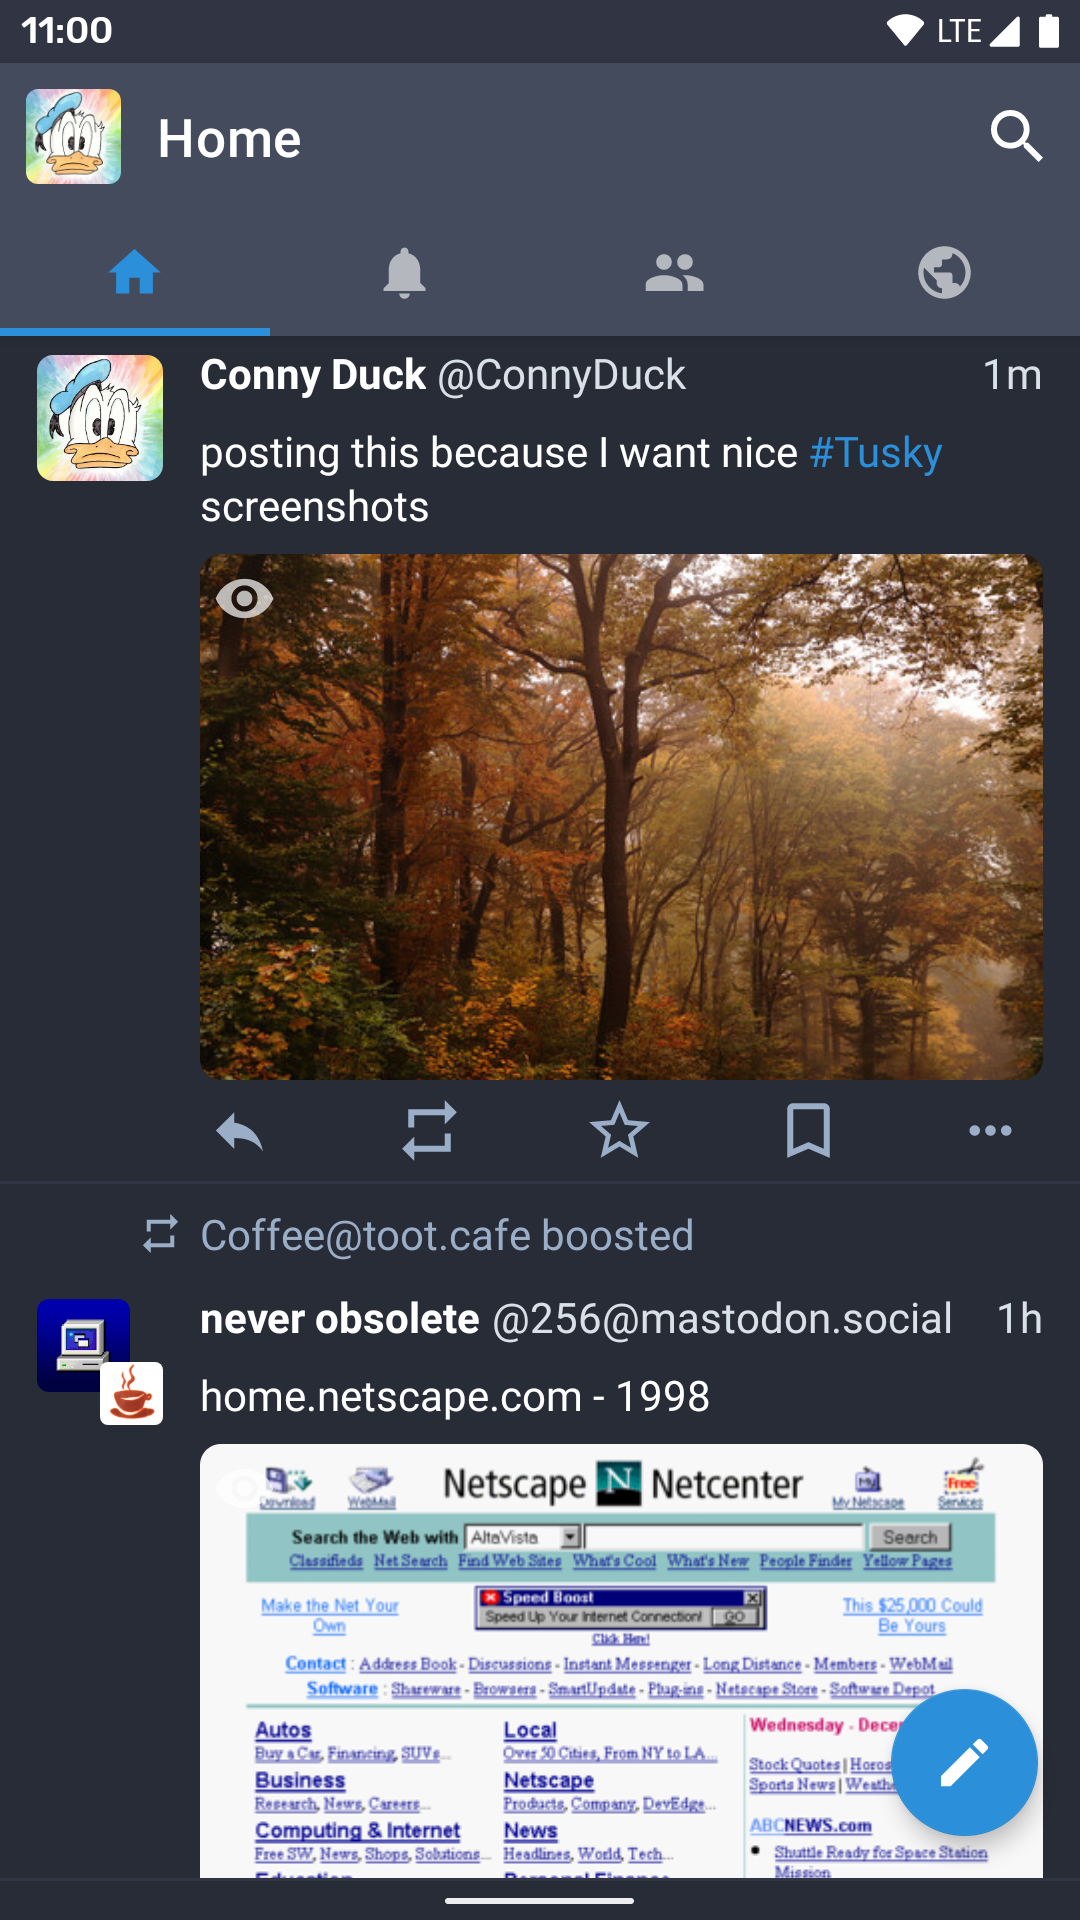 11:00 LTE
Home
Conny Duck @ConnyDuck 1m
posting this because I want nice #Tusky
screenshots
Coffee@toot.cafe boosted
never obsolete @256@mastodon.social 1h
home.netscape.com - 1998
Download WebMail Netscape N Netcenter My Netscape Free Services
Search the Web with AltaVista Search
Classifieds Net Search Find Web Sites What's Cool What's New People Finder Yellow Pages
Make the Net Your Own
Speed Boost
Speed Up Your Internet Connection! GO
Click Here!
This $25,000 Could Be Yours
Contact : Address Book - Discussions - Instant Messenger - Long Distance - Members - WebMail
Software : Shareware - Browsers - SmartUpdate - Plug-ins - Netscape Store - Software Depot
Autos
Buy a Car, Financing, SUVs...
Business
Research, News, Careers...
Computing & Internet
Free SW, News, Shops, Solutions...
Education
Local
Over 50 Cities, From NY to LA...
Netscape
Products, Company, DevEdge...
News
Headlines, World, Tech...
Personal Finance
Wednesday - Dece
Stock Quotes | Horos
Sports News | Weathe
ABCNEWS.com
• Shuttle Ready for Space Station
Mission